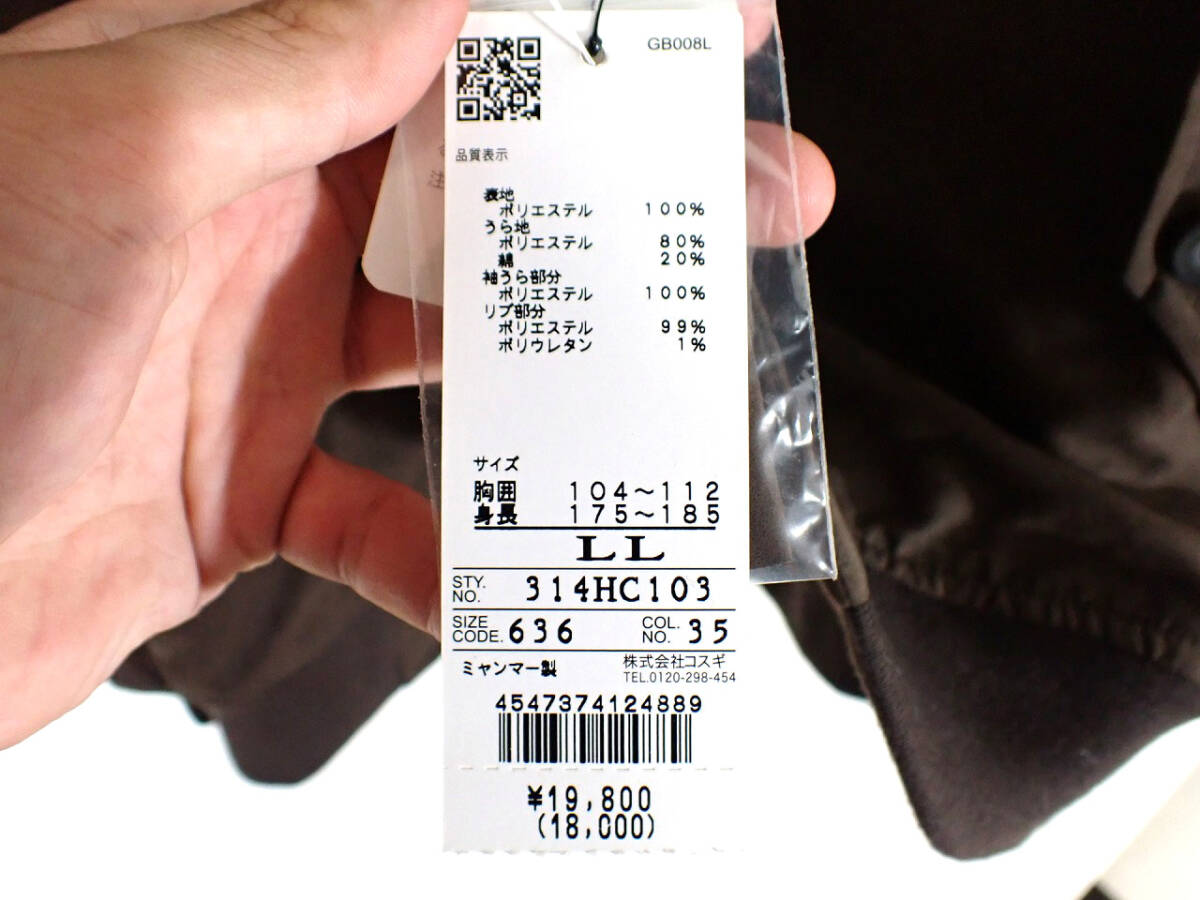 GB008L
品質表示
表地
ポリエステル 100%
うら地
ポリエステル 80%
綿 20%
袖うら部分
ポリエステル 100%
リブ部分
ポリエステル 99%
ポリウレタン 1%
サイズ
胸囲 104~112
身長 175~185
LL
STY. NO. 314HC103
SIZE CODE. 636 COL. NO. 35
ミャンマー製 株式会社コスギ
TEL.0120-298-454
4547374124889
¥19,800
(18,000)
注